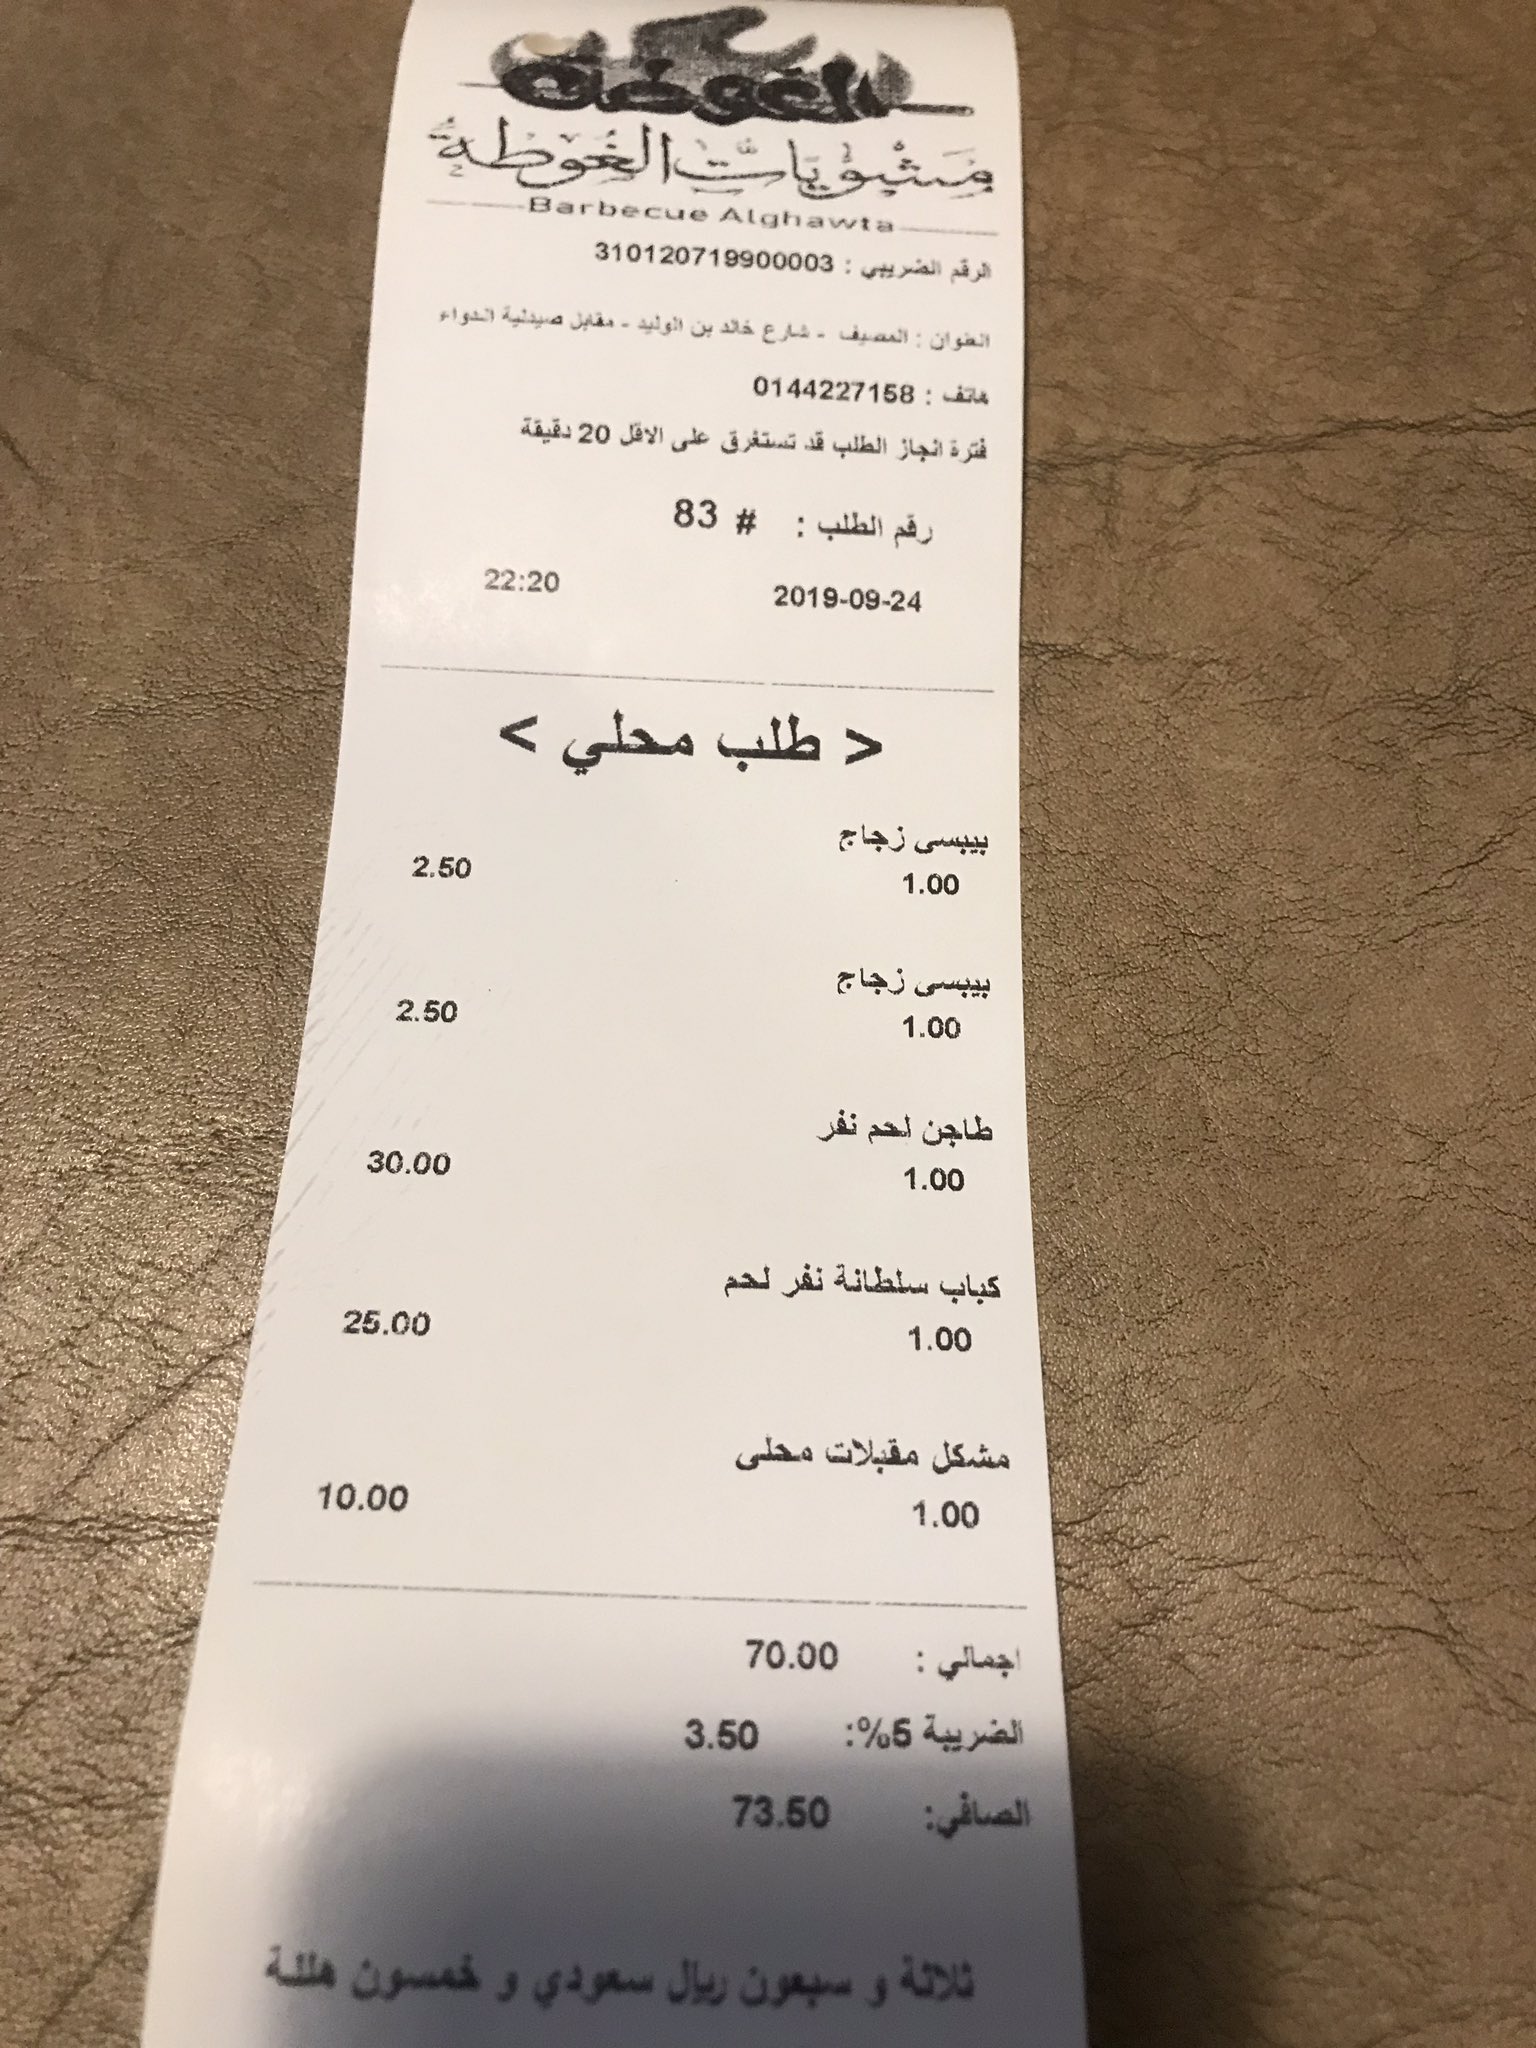 الغوطة
مشويات الغوطة
Barbecue Alghawta
الرقم الضريبي : 310120719900003
العنوان : المصيف - شارع خالد بن الوليد - مقابل صيدلية الدواء
هاتف : 0144227158
فترة انجاز الطلب قد تستغرق على الاقل 20 دقيقة
رقم الطلب : # 83
2019-09-24 22:20
< طلب محلي >
بيبسى زجاج
1.00 2.50
بيبسى زجاج
1.00 2.50
طاجن لحم نفر
1.00 30.00
كباب سلطانة نفر لحم
1.00 25.00
مشكل مقبلات محلى
1.00 10.00
اجمالي : 70.00
الضريبة 5%: 3.50
الصافي: 73.50
ثلاثة و سبعون ريال سعودي و خمسون هللة